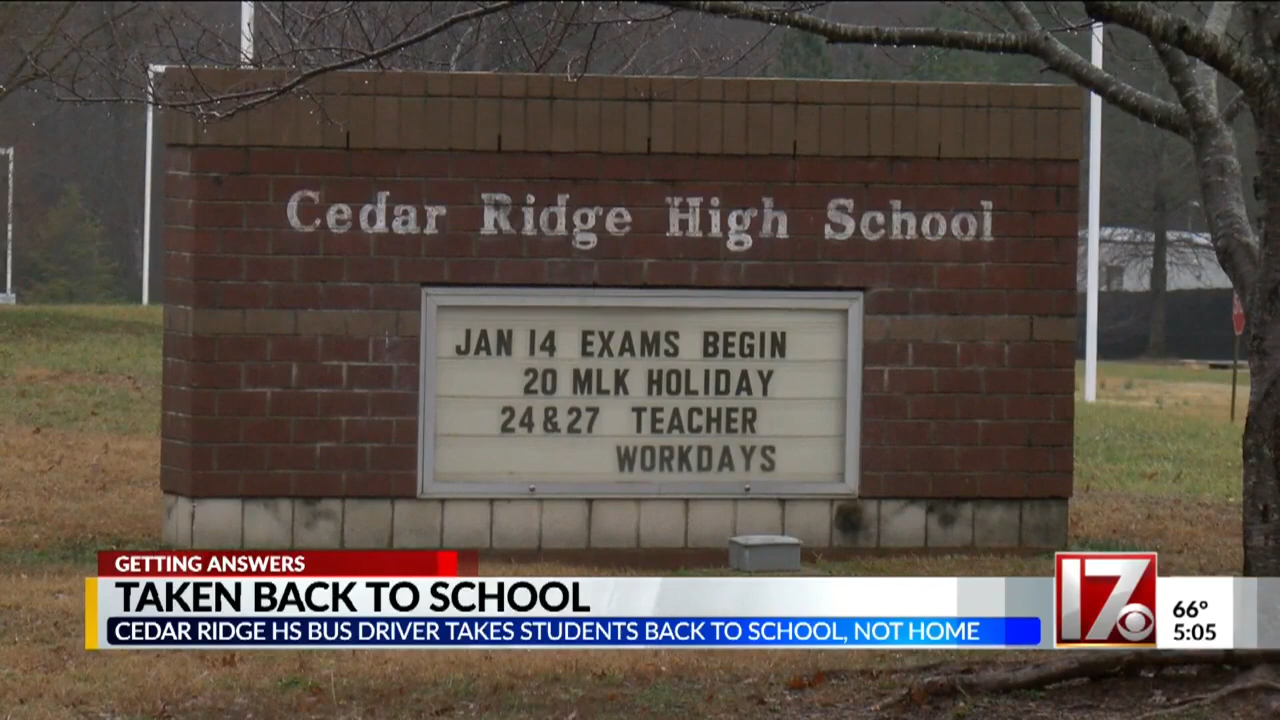 Cedar Ridge High School
JAN 14 EXAMS BEGIN
20 MLK HOLIDAY
24 & 27 TEACHER
WORKDAYS
GETTING ANSWERS
TAKEN BACK TO SCHOOL
CEDAR RIDGE HS BUS DRIVER TAKES STUDENTS BACK TO SCHOOL, NOT HOME
17
66°
5:05